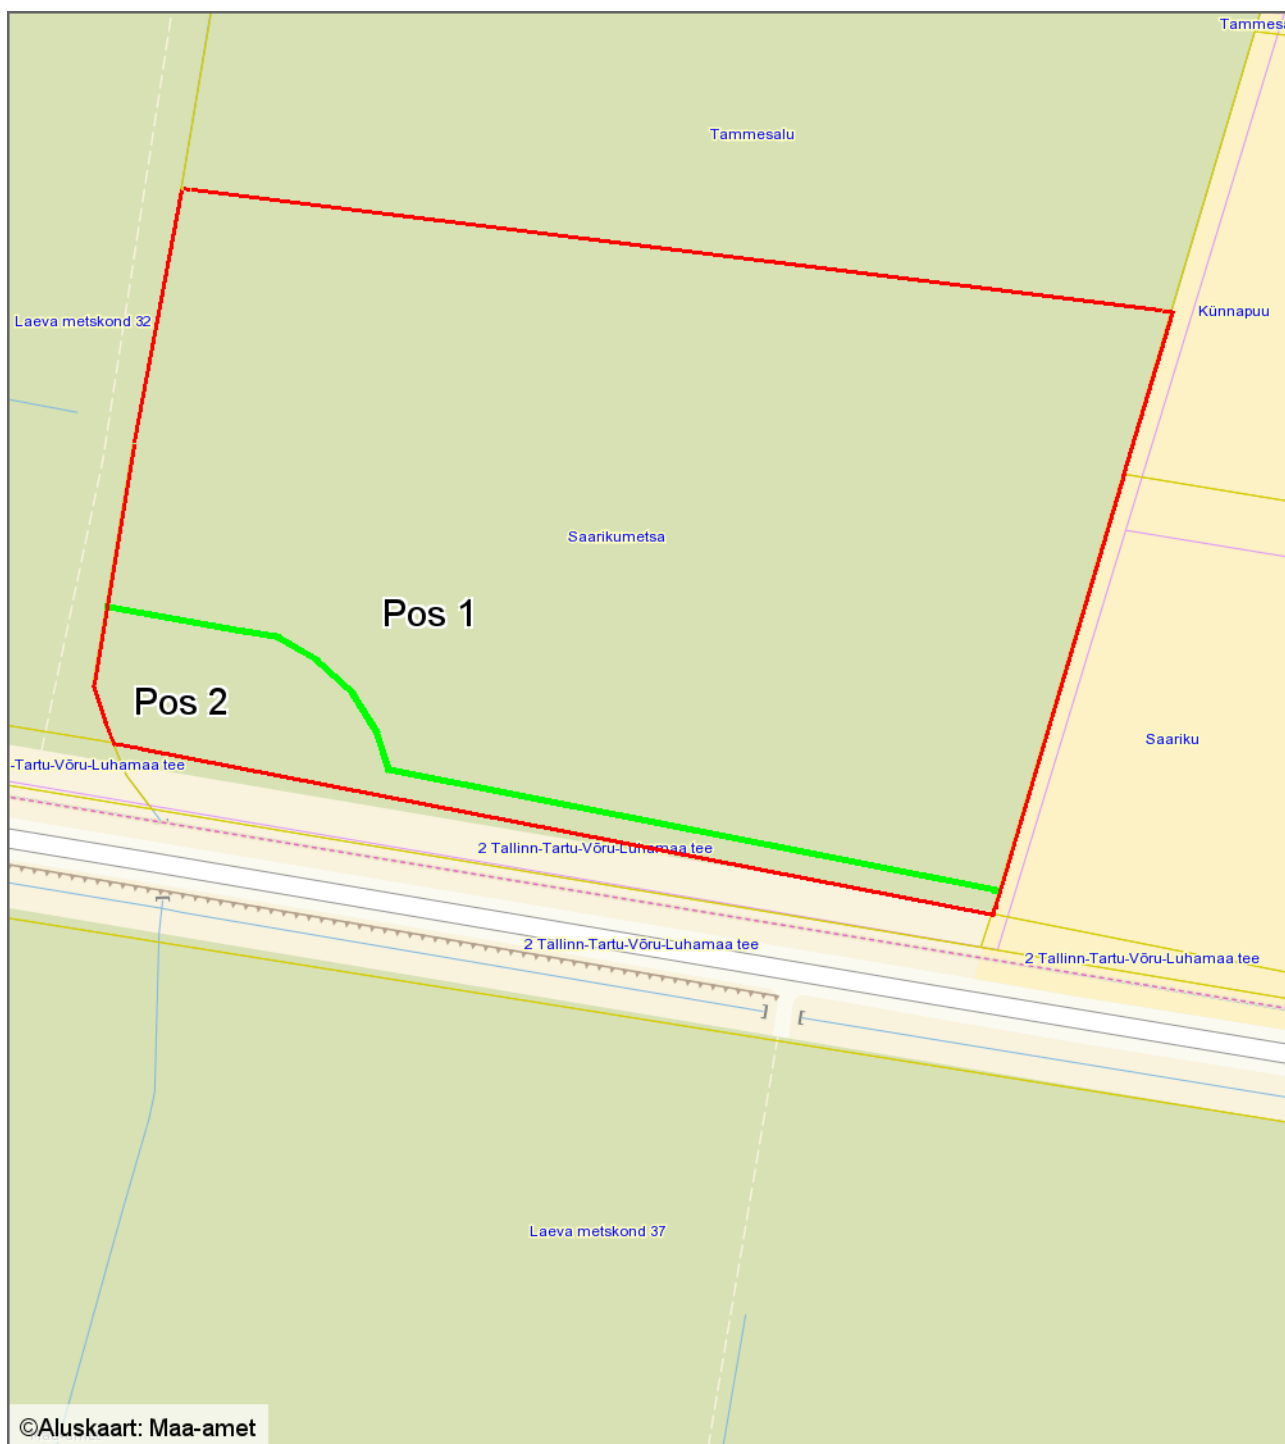 Tammesa
Tammesalu
Künnapuu
Laeva metskond 32
Saarikumetsa
Pos 1
Pos 2
Saariku
-Tartu-Võru-Luhamaa tee
2 Tallinn-Tartu-Võru-Luhamaa tee
2 Tallinn-Tartu-Võru-Luhamaa tee
2 Tallinn-Tartu-Võru-Luhamaa tee
Laeva metskond 37
©Aluskaart: Maa-amet